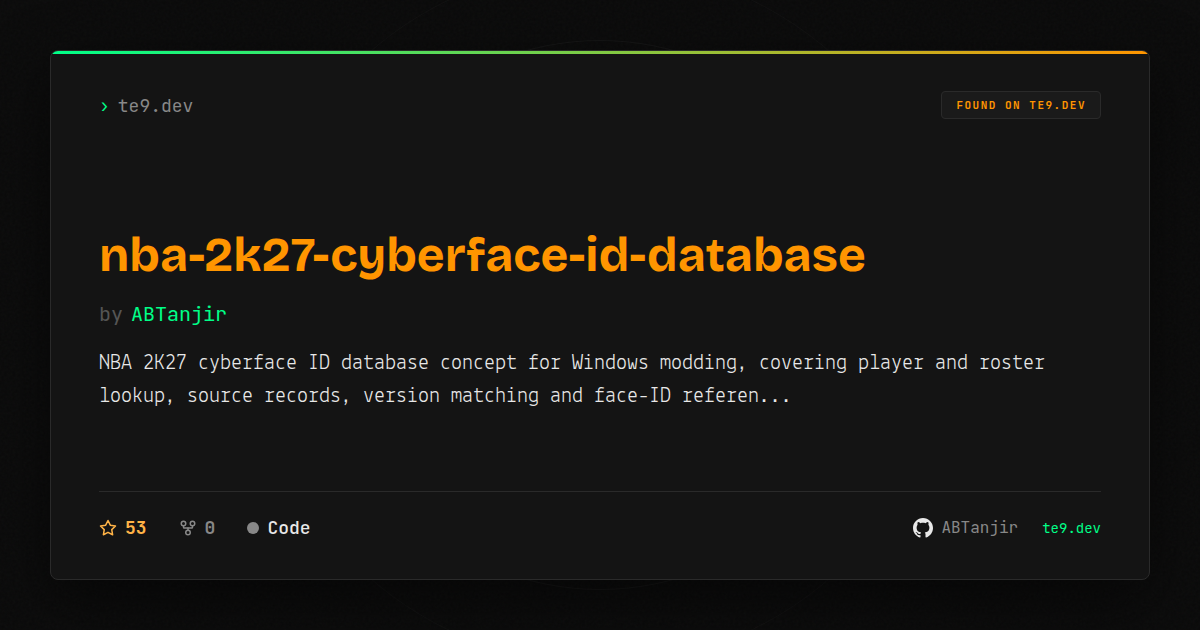 › te9.dev
FOUND ON TE9.DEV
nba-2k27-cyberface-id-database
by ABTanjir
NBA 2K27 cyberface ID database concept for Windows modding, covering player and roster
lookup, source records, version matching and face-ID referen...
53 0 Code
ABTanjir te9.dev